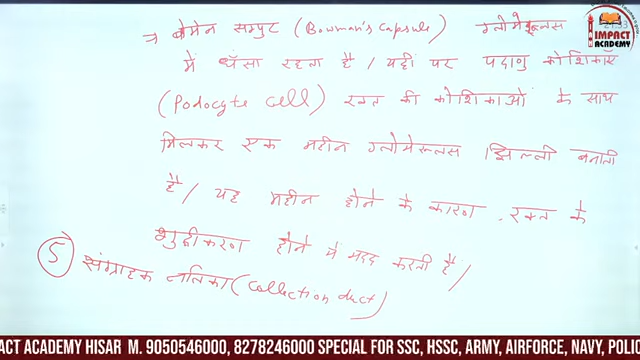 → बोमेन सम्पुट (Bowman's capsule) ग्लोमेरूलस
में धँसा रहता है / यहीं पर पदाणु कोशिकाएँ
(Podocyte cell) रक्त की कोशिकाओं के साथ
मिलकर एक महीन ग्लोमेरूलस झिल्ली बनाती
है / यह महीन होने के कारण रक्त के
शुद्धीकरण होने में मदद करती है /
5 संग्राहक नलिका (Collection duct)
IMPACT
ACADEMY
ACT ACADEMY HISAR M. 9050546000, 8278246000 SPECIAL FOR SSC, HSSC, ARMY, AIRFORCE, NAVY, POLIC